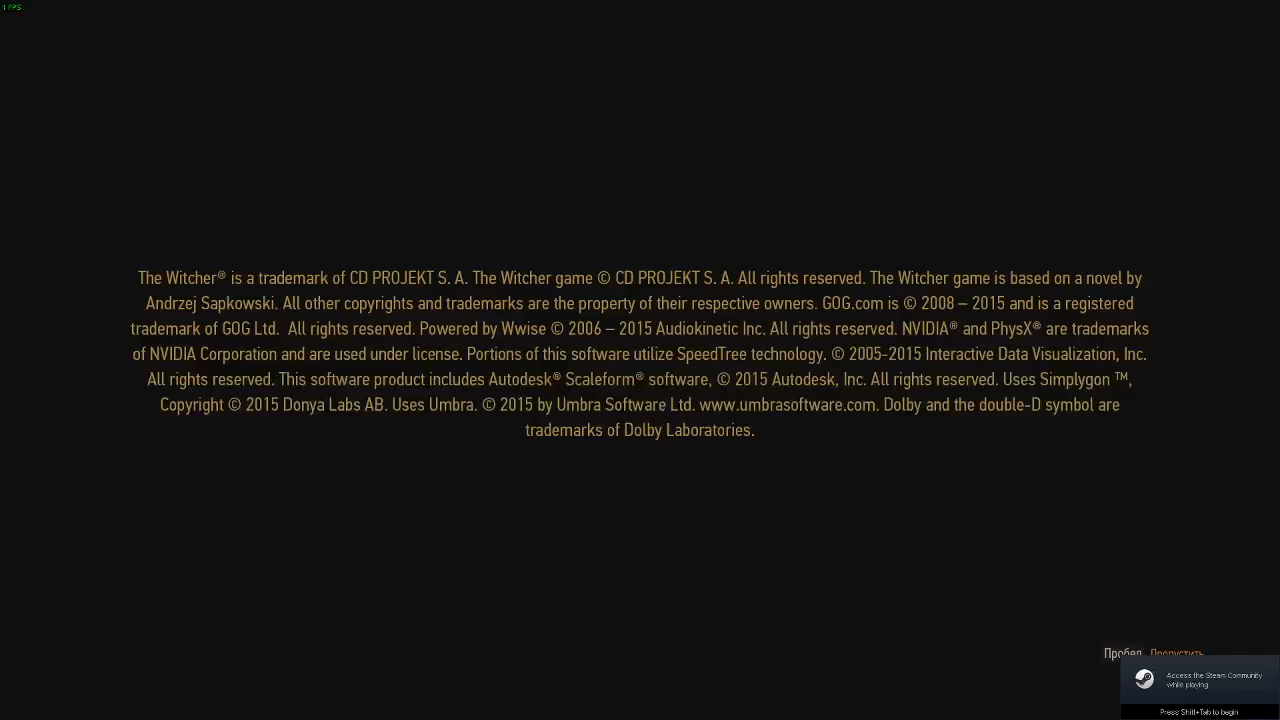 1 FPS
The Witcher® is a trademark of CD PROJEKT S. A. The Witcher game © CD PROJEKT S. A. All rights reserved. The Witcher game is based on a novel by
Andrzej Sapkowski. All other copyrights and trademarks are the property of their respective owners. GOG.com is © 2008 – 2015 and is a registered
trademark of GOG Ltd.  All rights reserved. Powered by Wwise © 2006 – 2015 Audiokinetic Inc. All rights reserved. NVIDIA® and PhysX® are trademarks
of NVIDIA Corporation and are used under license. Portions of this software utilize SpeedTree technology. © 2005-2015 Interactive Data Visualization, Inc.
All rights reserved. This software product includes Autodesk® Scaleform® software, © 2015 Autodesk, Inc. All rights reserved. Uses Simplygon ™,
Copyright © 2015 Donya Labs AB. Uses Umbra. © 2015 by Umbra Software Ltd. www.umbrasoftware.com. Dolby and the double-D symbol are
trademarks of Dolby Laboratories.
Пробел Пропустить
Access the Steam Community
while playing.
Press Shift+Tab to begin